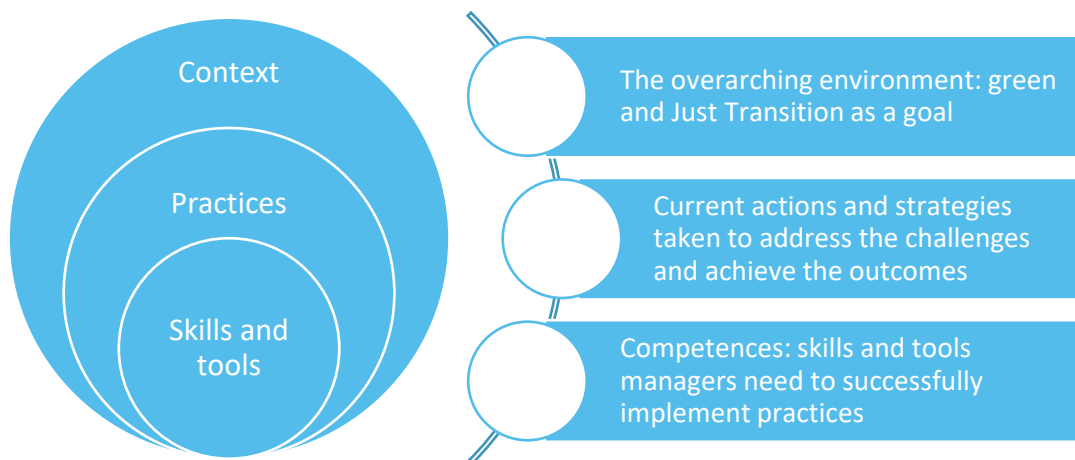 Context
Practices
Skills and
tools
The overarching environment: green
and Just Transition as a goal
Current actions and strategies
taken to address the challenges
and achieve the outcomes
Competences: skills and tools
managers need to successfully
implement practices